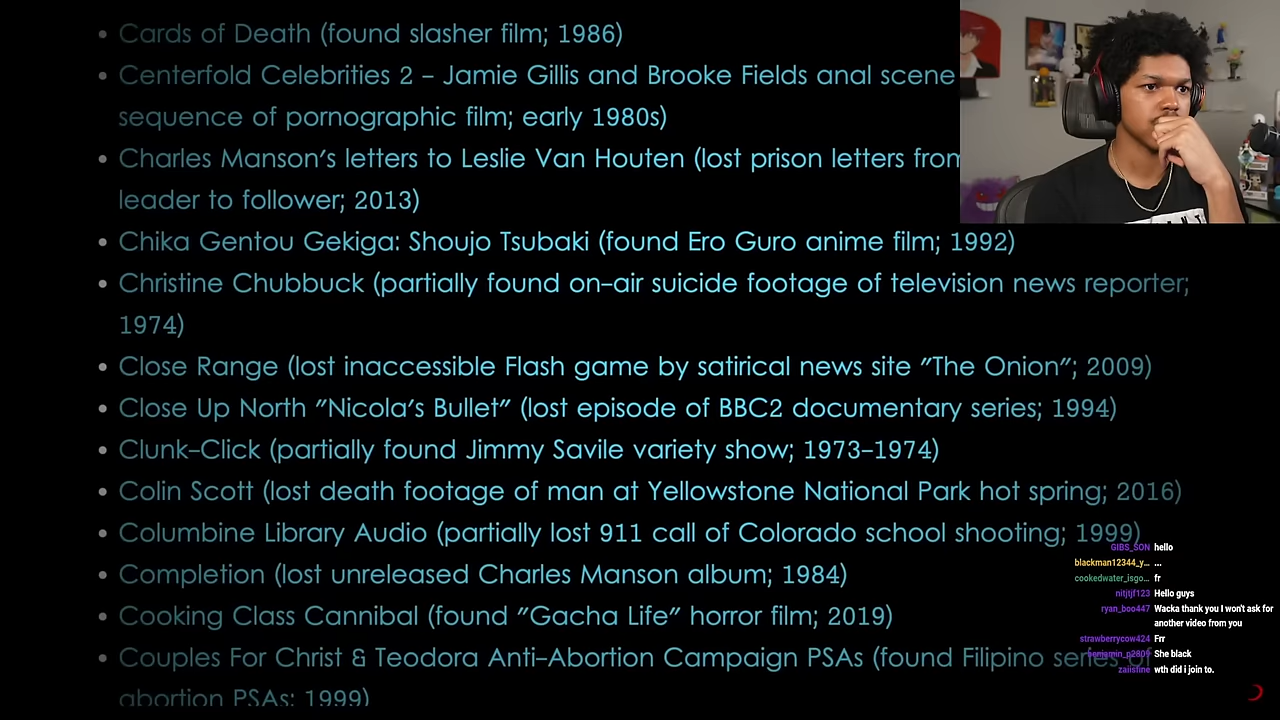 Cards of Death (found slasher film; 1986)
Centerfold Celebrities 2 – Jamie Gillis and Brooke Fields anal scene
sequence of pornographic film; early 1980s)
Charles Manson's letters to Leslie Van Houten (lost prison letters from
leader to follower; 2013)
Chika Gentou Gekiga: Shoujo Tsubaki (found Ero Guro anime film; 1992)
Christine Chubbuck (partially found on-air suicide footage of television news reporter;
1974)
Close Range (lost inaccessible Flash game by satirical news site "The Onion"; 2009)
Close Up North "Nicola's Bullet" (lost episode of BBC2 documentary series; 1994)
Clunk-Click (partially found Jimmy Savile variety show; 1973-1974)
Colin Scott (lost death footage of man at Yellowstone National Park hot spring; 2016)
Columbine Library Audio (partially lost 911 call of Colorado school shooting; 1999)
Completion (lost unreleased Charles Manson album; 1984)
Cooking Class Cannibal (found "Gacha Life" horror film; 2019)
Couples For Christ & Teodora Anti-Abortion Campaign PSAs (found Filipino series of
abortion PSAs; 1999)
GIBS_SON hello
blackman12344_y... ...
cookedwater_isgo... fr
nitjtjf123 Hello guys
ryan_boo447 Wacka thank you I won't ask for
another video from you
strawberrycow424 Frr
benjamin_p2809 She black
zaiisfine wth did i join to.